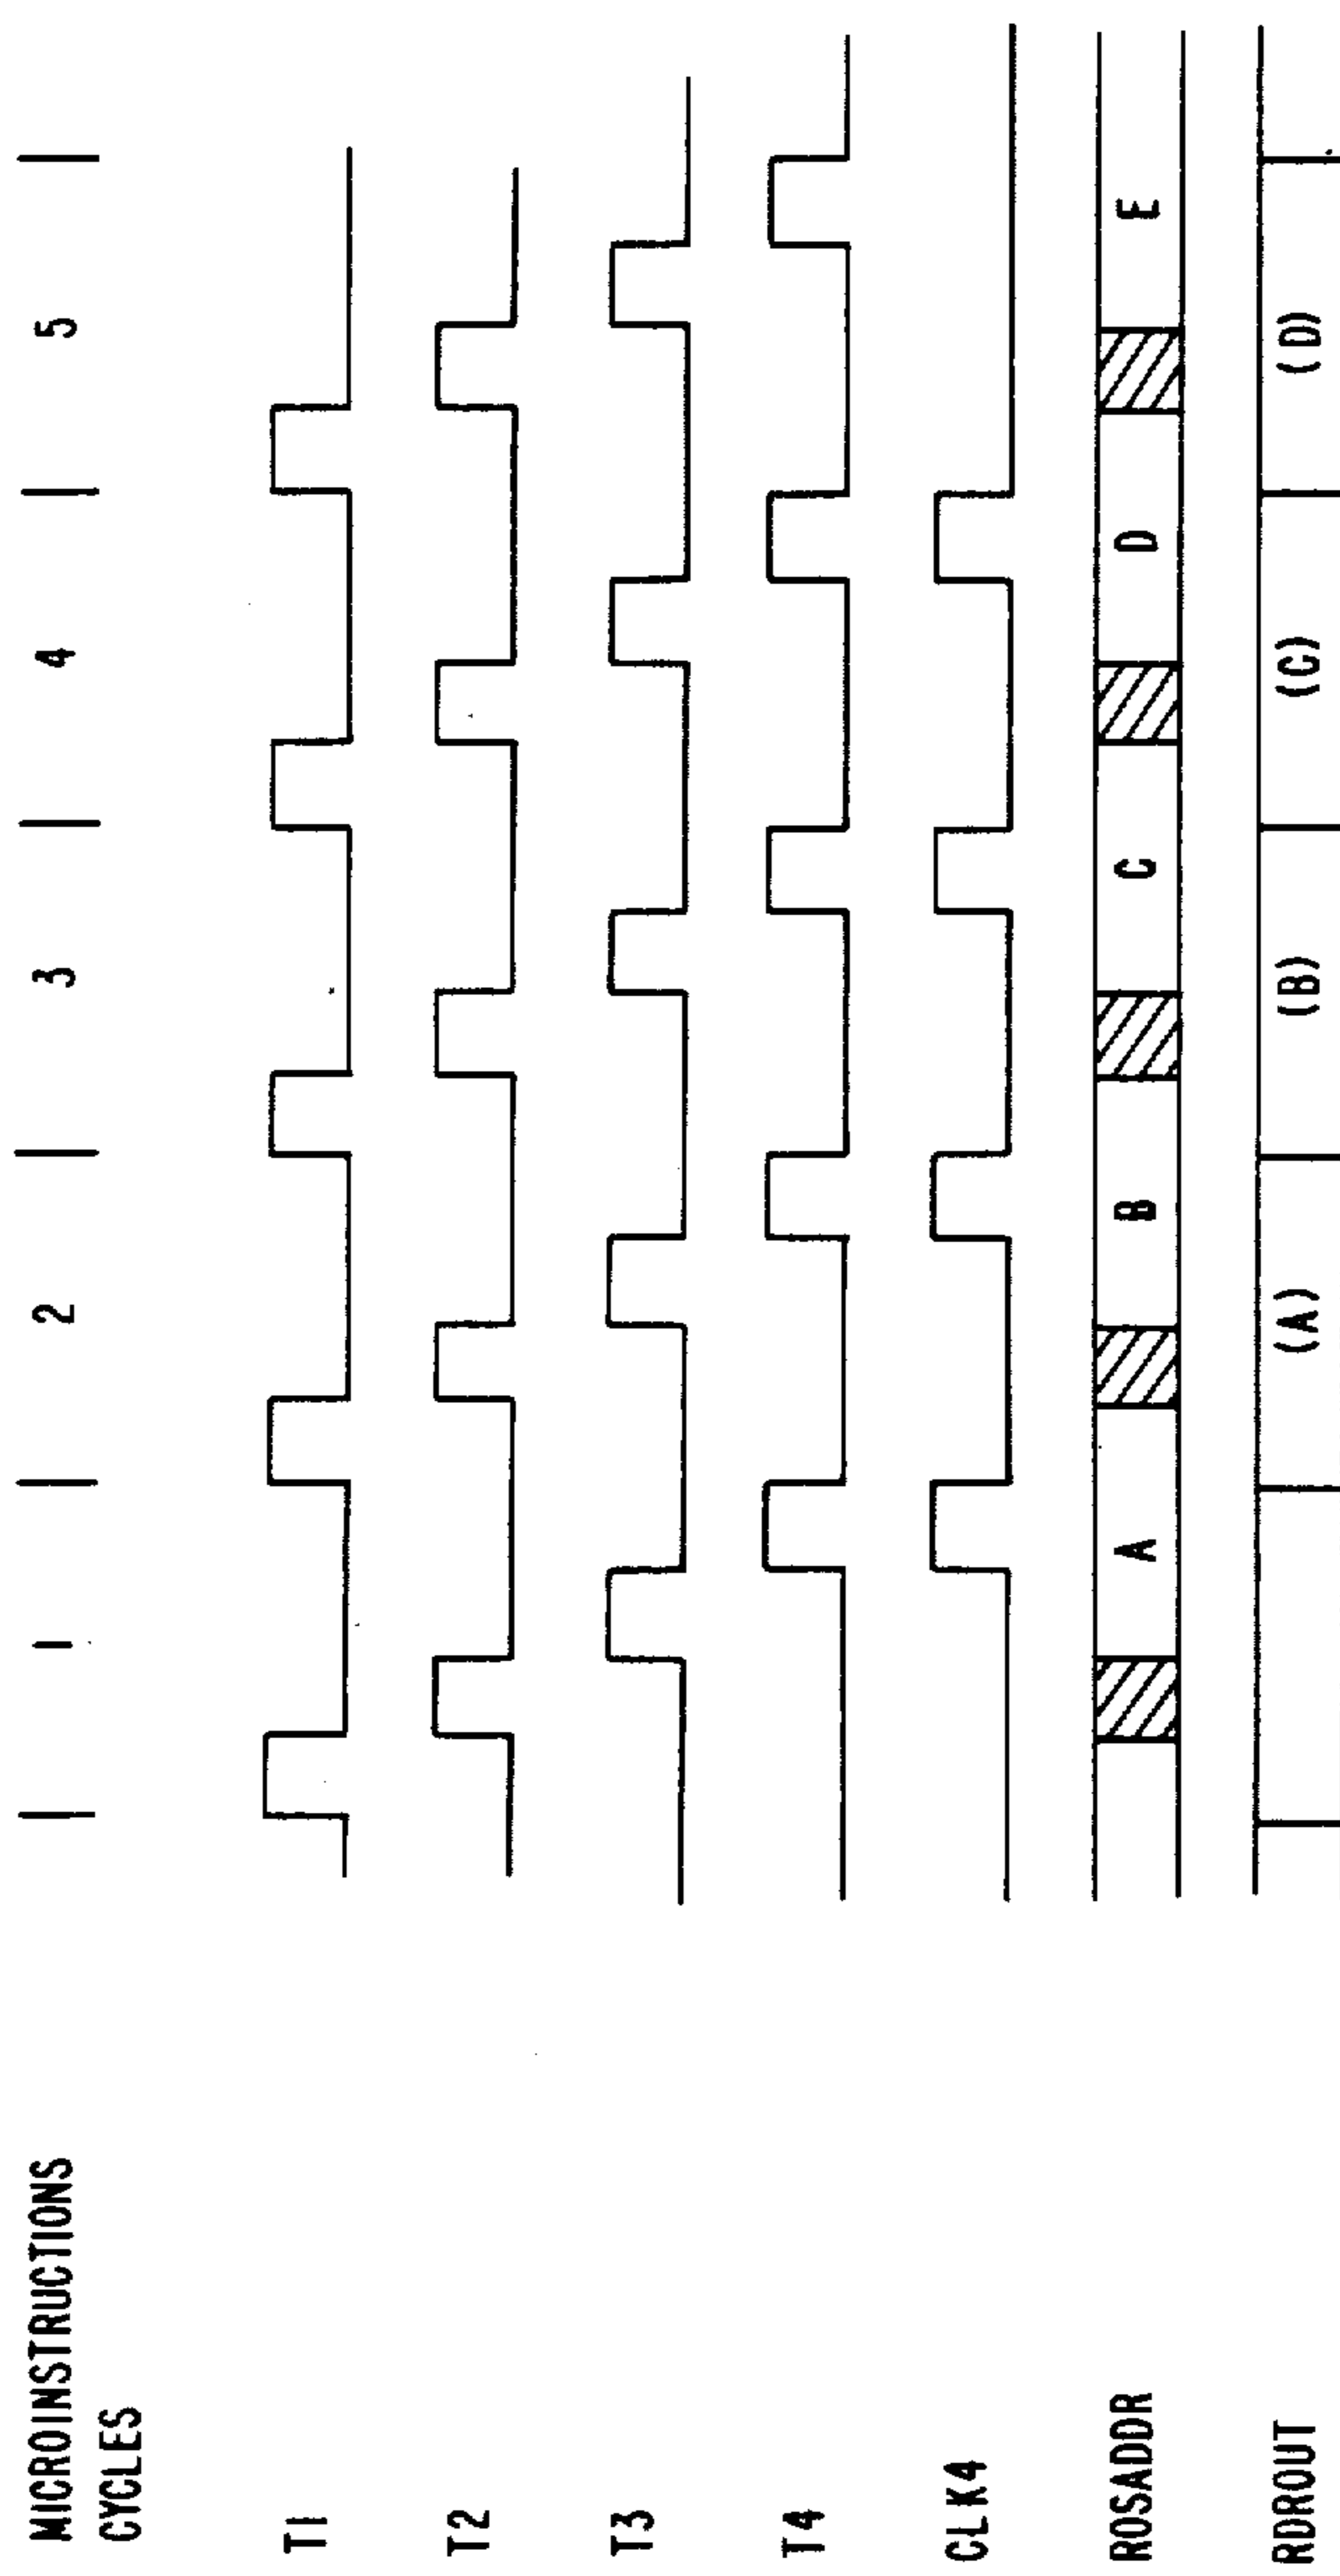 MICROINSTRUCTIONS
CYCLES
1 2 3 4 5
T1
T2
T3
T4
CLK4
ROSADDR A B C D E
RDROUT (A) (B) (C) (D)